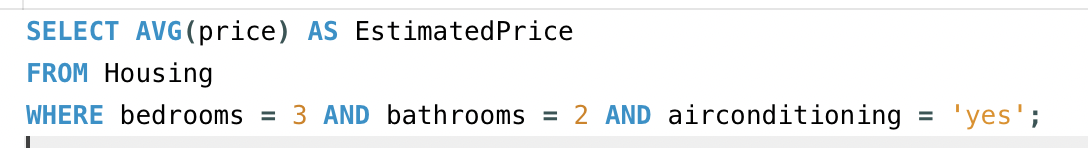 SELECT AVG(price) AS EstimatedPrice
FROM Housing
WHERE bedrooms = 3 AND bathrooms = 2 AND airconditioning = 'yes';